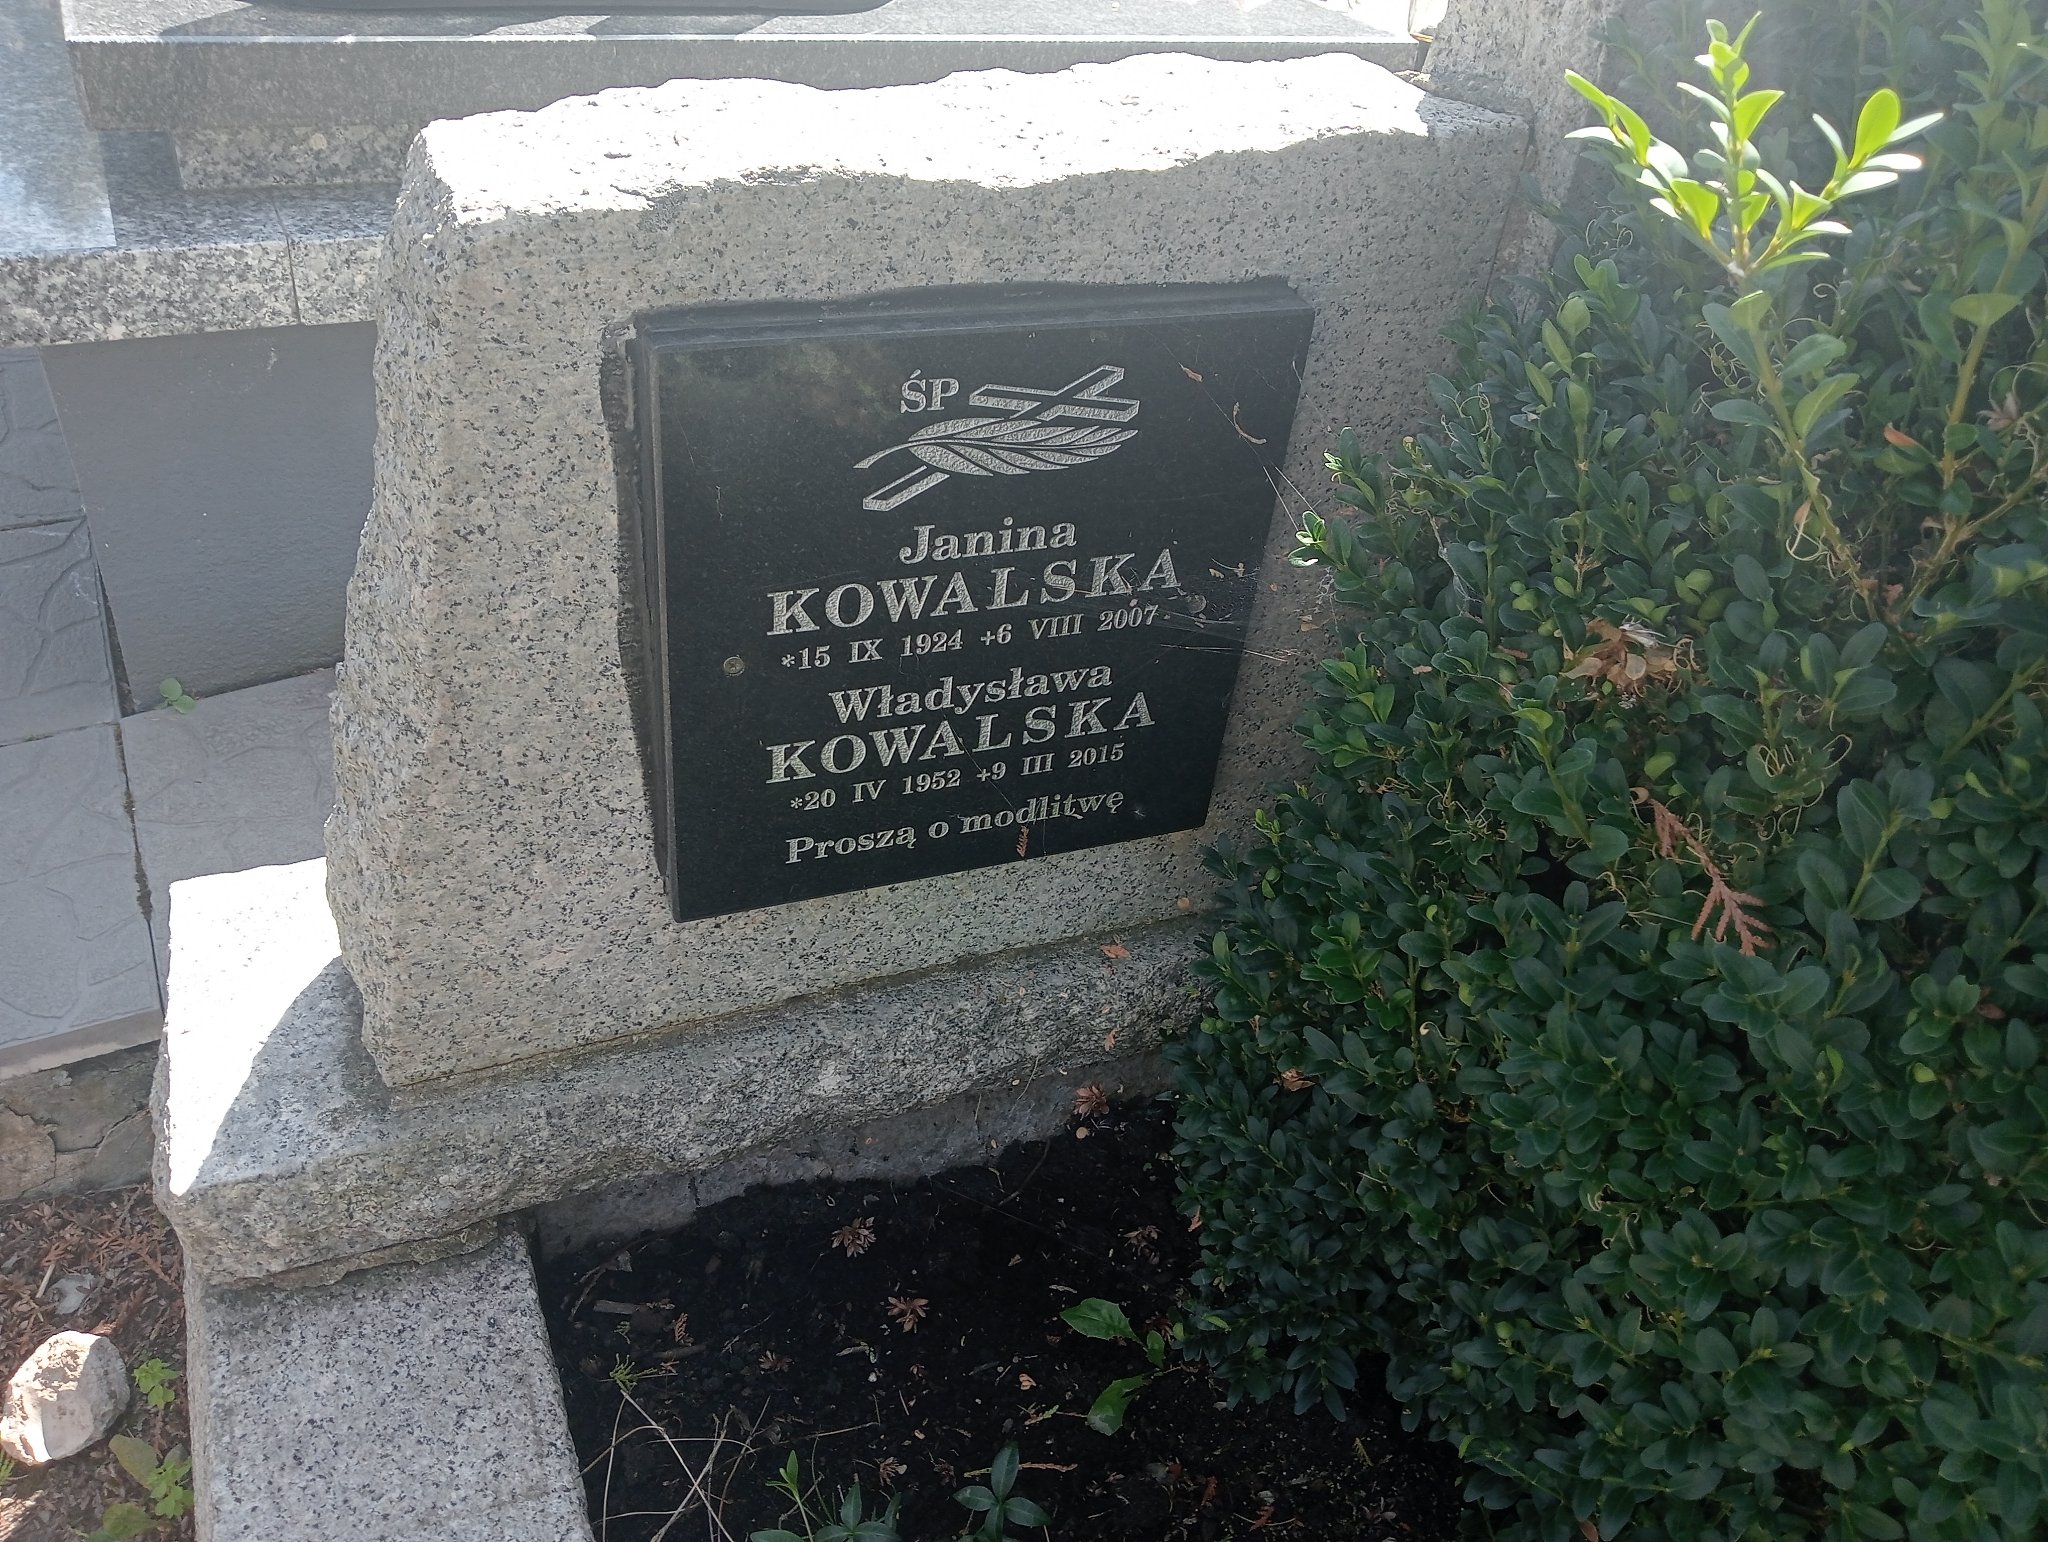 ŚP
Janina
KOWALSKA
*15 IX 1924 +6 VIII 2007
Władysława
KOWALSKA
*20 IV 1952 +9 III 2015
Proszą o modlitwę